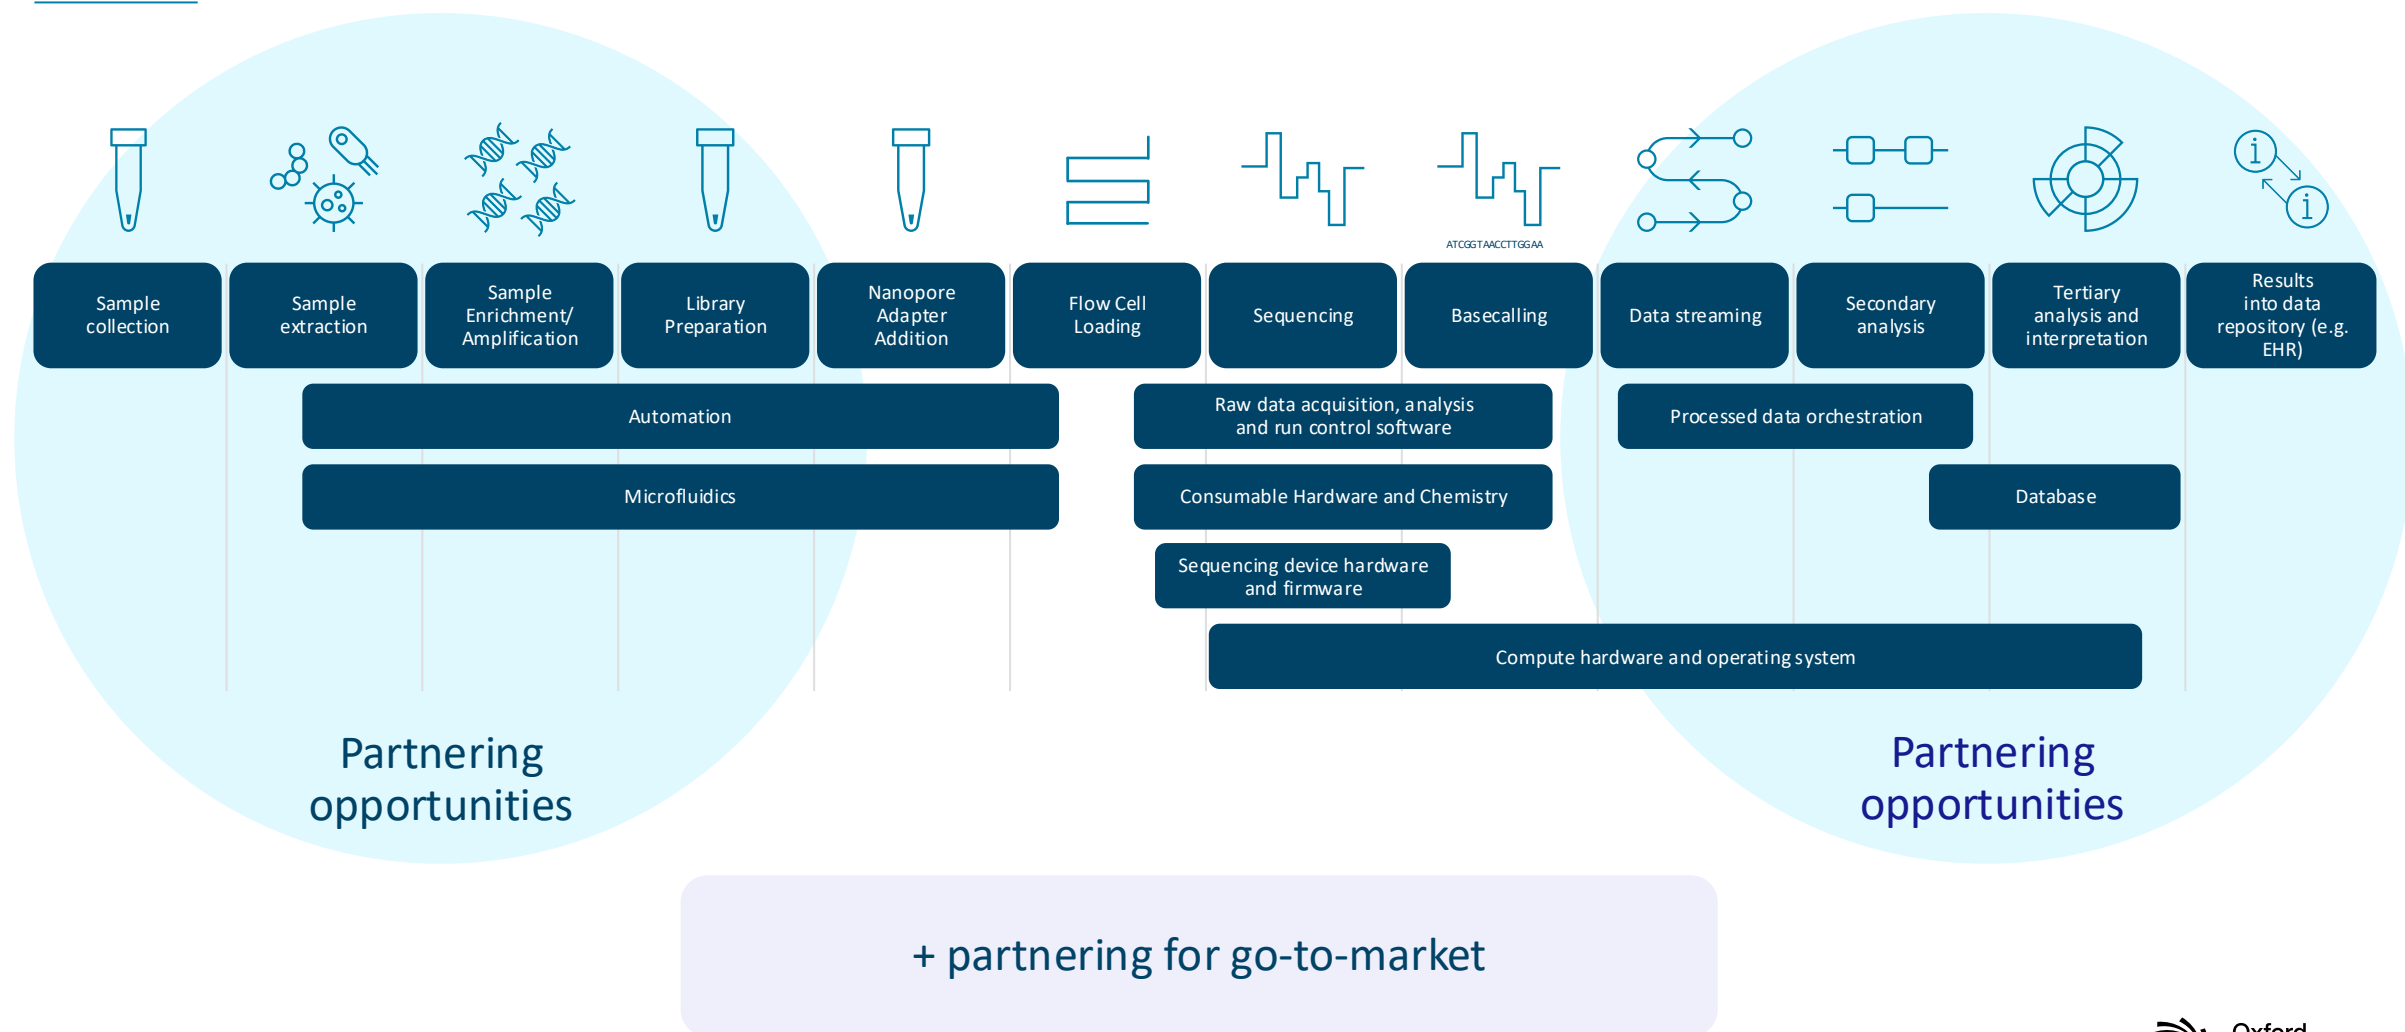 ATCGGTAACCTTGGAA
Sample
collection
Sample
extraction
Sample
Enrichment/
Amplification
Library
Preparation
Nanopore
Adapter
Addition
Flow Cell
Loading
Sequencing
Basecalling
Data streaming
Secondary
analysis
Tertiary
analysis and
interpretation
Results
into data
repository (e.g.
EHR)
Automation
Raw data acquisition, analysis
and run control software
Processed data orchestration
Microfluidics
Consumable Hardware and Chemistry
Database
Sequencing device hardware
and firmware
Compute hardware and operating system
Partnering
opportunities
Partnering
opportunities
+ partnering for go-to-market
Oxford